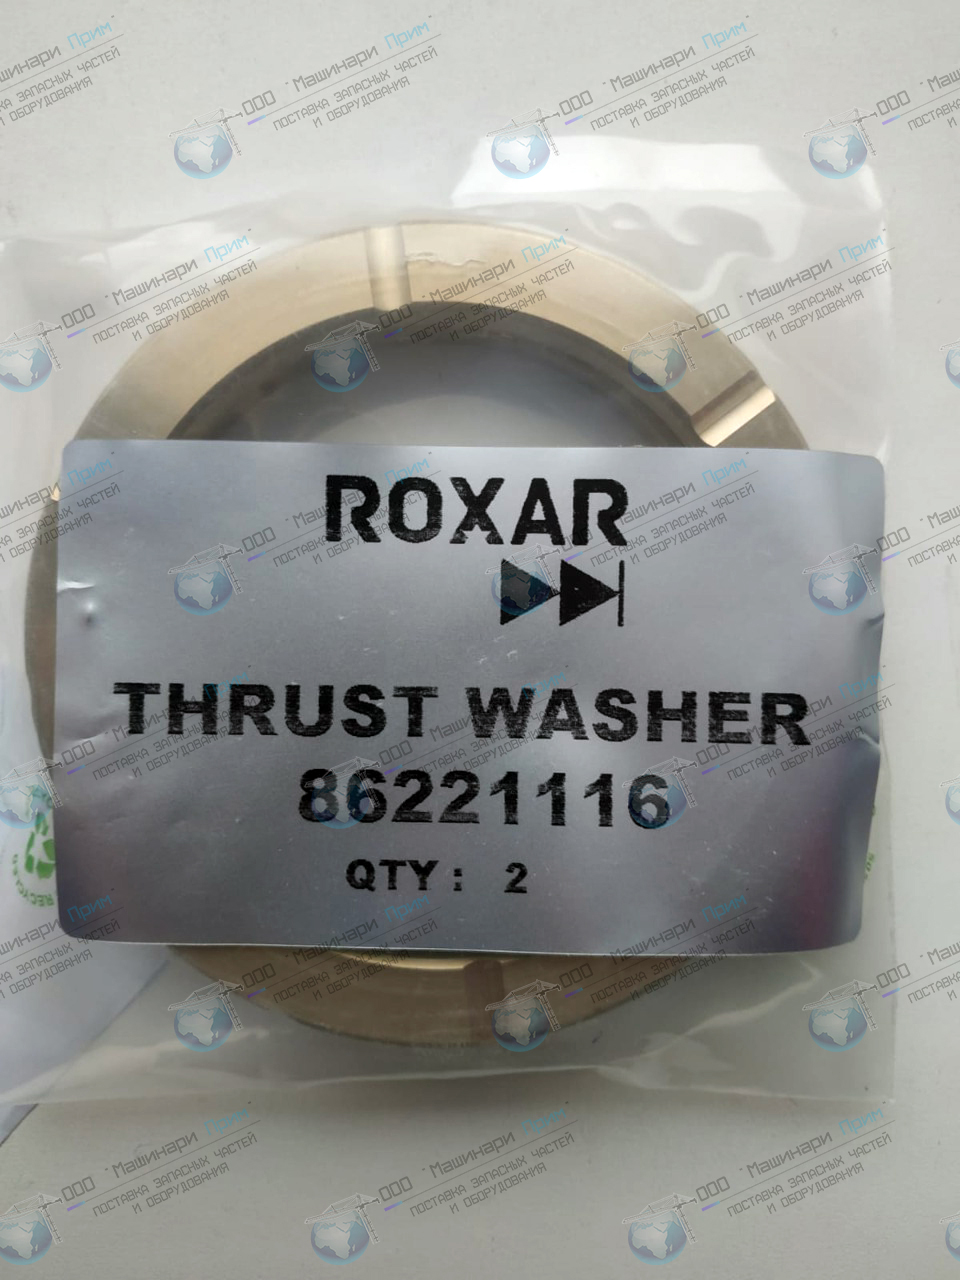 ROXAR
THRUST WASHER
86221116
QTY: 2
ООО "Машинари Прим"
ПОСТАВКА ЗАПАСНЫХ ЧАСТЕЙ
И ОБОРУДОВАНИЯ